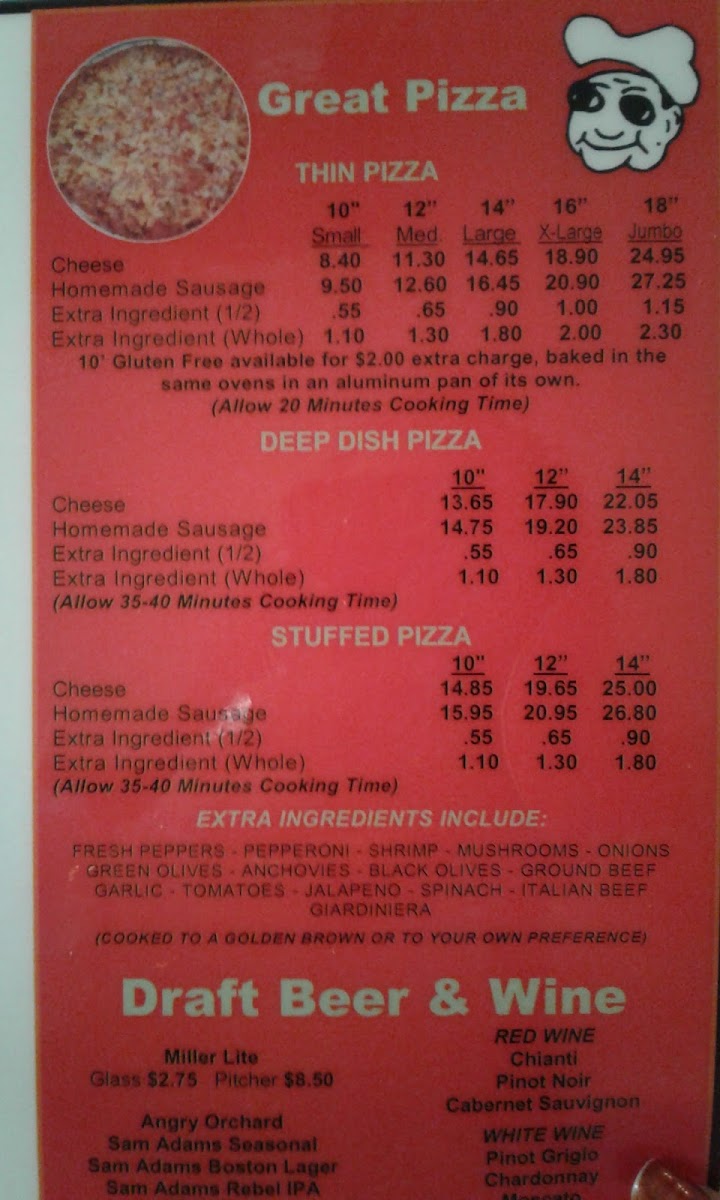 Great Pizza
THIN PIZZA
10" 12" 14" 16" 18"
Small Med. Large X-Large Jumbo
Cheese 8.40 11.30 14.65 18.90 24.95
Homemade Sausage 9.50 12.60 16.45 20.90 27.25
Extra Ingredient (1/2) .55 .65 .90 1.00 1.15
Extra Ingredient (Whole) 1.10 1.30 1.80 2.00 2.30
10' Gluten Free available for $2.00 extra charge, baked in the
same ovens in an aluminum pan of its own.
(Allow 20 Minutes Cooking Time)
DEEP DISH PIZZA
10" 12" 14"
Cheese 13.65 17.90 22.05
Homemade Sausage 14.75 19.20 23.85
Extra Ingredient (1/2) .55 .65 .90
Extra Ingredient (Whole) 1.10 1.30 1.80
(Allow 35-40 Minutes Cooking Time)
STUFFED PIZZA
10" 12" 14"
Cheese 14.85 19.65 25.00
Homemade Sausage 15.95 20.95 26.80
Extra Ingredient (1/2) .55 .65 .90
Extra Ingredient (Whole) 1.10 1.30 1.80
(Allow 35-40 Minutes Cooking Time)
EXTRA INGREDIENTS INCLUDE:
FRESH PEPPERS - PEPPERONI - SHRIMP - MUSHROOMS - ONIONS
GREEN OLIVES - ANCHOVIES - BLACK OLIVES - GROUND BEEF
GARLIC - TOMATOES - JALAPENO - SPINACH - ITALIAN BEEF
GIARDINIERA
(COOKED TO A GOLDEN BROWN OR TO YOUR OWN PREFERENCE)
Draft Beer & Wine
Miller Lite
Glass $2.75 Pitcher $8.50
Angry Orchard
Sam Adams Seasonal
Sam Adams Boston Lager
Sam Adams Rebel IPA
RED WINE
Chianti
Pinot Noir
Cabernet Sauvignon
WHITE WINE
Pinot Grigio
Chardonnay